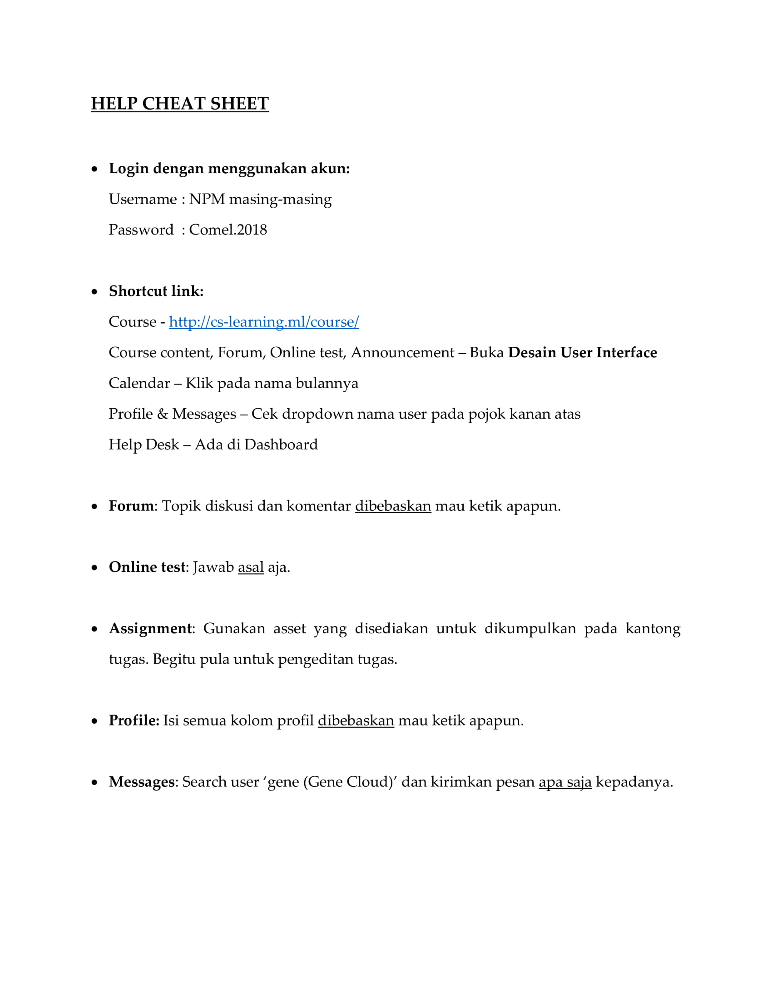 HELP CHEAT SHEET
• Login dengan menggunakan akun:
Username : NPM masing-masing
Password : Comel.2018
• Shortcut link:
Course - http://cs-learning.ml/course/
Course content, Forum, Online test, Announcement – Buka Desain User Interface
Calendar – Klik pada nama bulannya
Profile & Messages – Cek dropdown nama user pada pojok kanan atas
Help Desk – Ada di Dashboard
• Forum: Topik diskusi dan komentar dibebaskan mau ketik apapun.
• Online test: Jawab asal aja.
• Assignment: Gunakan asset yang disediakan untuk dikumpulkan pada kantong
tugas. Begitu pula untuk pengeditan tugas.
• Profile: Isi semua kolom profil dibebaskan mau ketik apapun.
• Messages: Search user ‘gene (Gene Cloud)’ dan kirimkan pesan apa saja kepadanya.